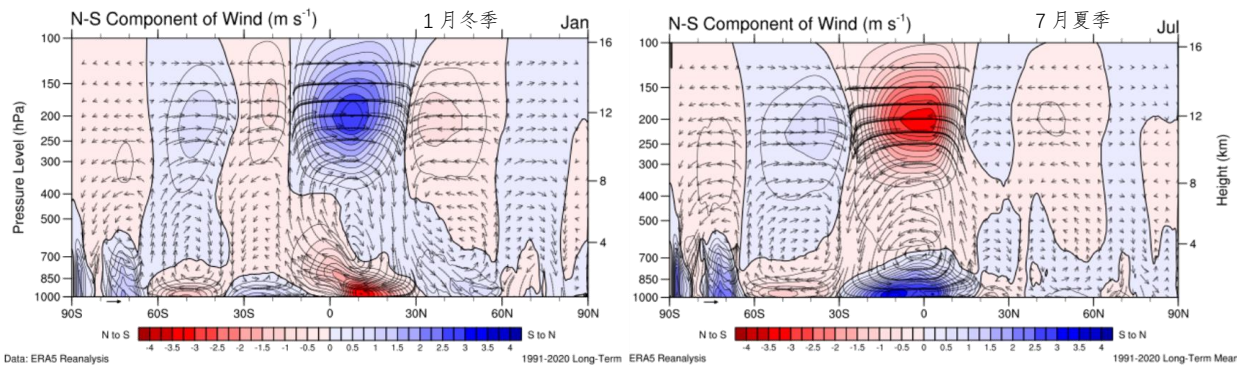 N-S Component of Wind (m s⁻¹) 1月冬季 Jan
Pressure Level (hPa)
100
150
200
250
300
400
500
700
850
1000
16
12
8
4
90S 60S 30S 0 30N 60N 90N
N to S -4 -3.5 -3 -2.5 -2 -1.5 -1 -0.5 0 0.5 1 1.5 2 2.5 3 3.5 4 S to N
Data: ERA5 Reanalysis 1991-2020 Long-Term
N-S Component of Wind (m s⁻¹) 7月夏季 Jul
100
150
200
250
300
400
500
700
850
1000
16
12
8
4
Height (km)
90S 60S 30S 0 30N 60N 90N
N to S -4 -3.5 -3 -2.5 -2 -1.5 -1 -0.5 0 0.5 1 1.5 2 2.5 3 3.5 4 S to N
ERA5 Reanalysis 1991-2020 Long-Term Mean